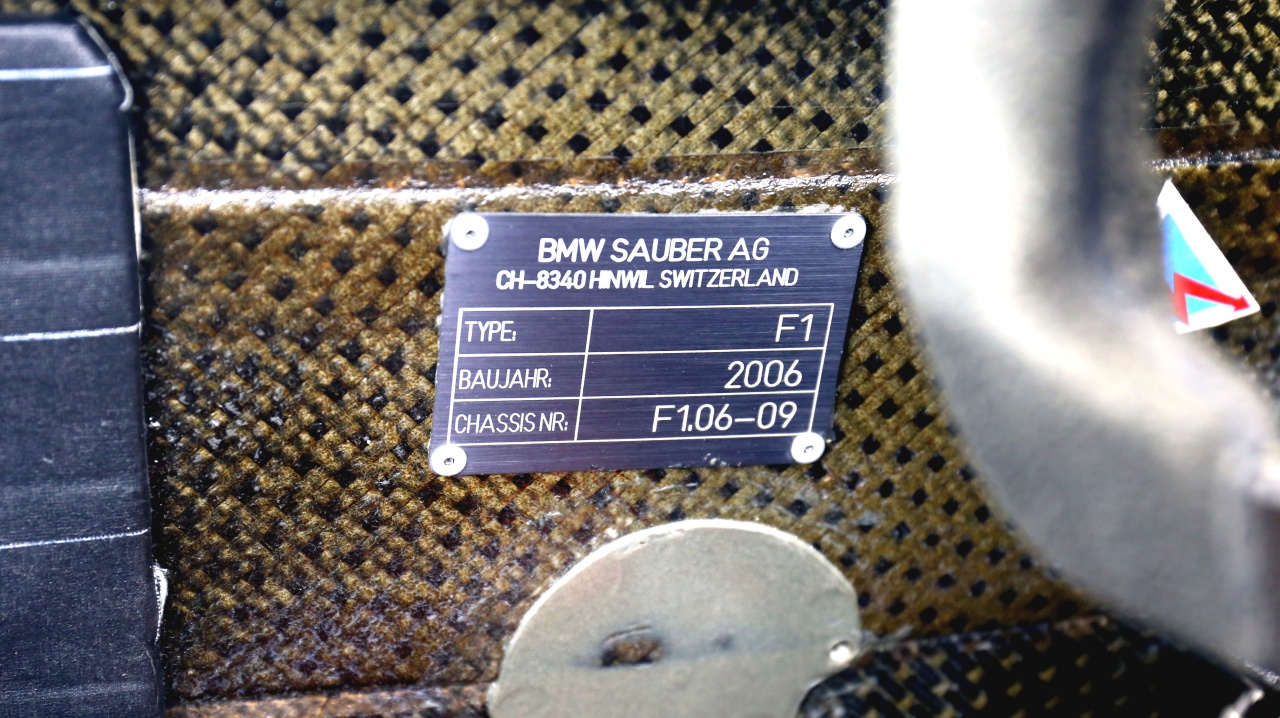 BMW SAUBER AG
CH-8340 HINWIL SWITZERLAND
TYPE: F1
BAUJAHR: 2006
CHASSIS NR: F1.06-09